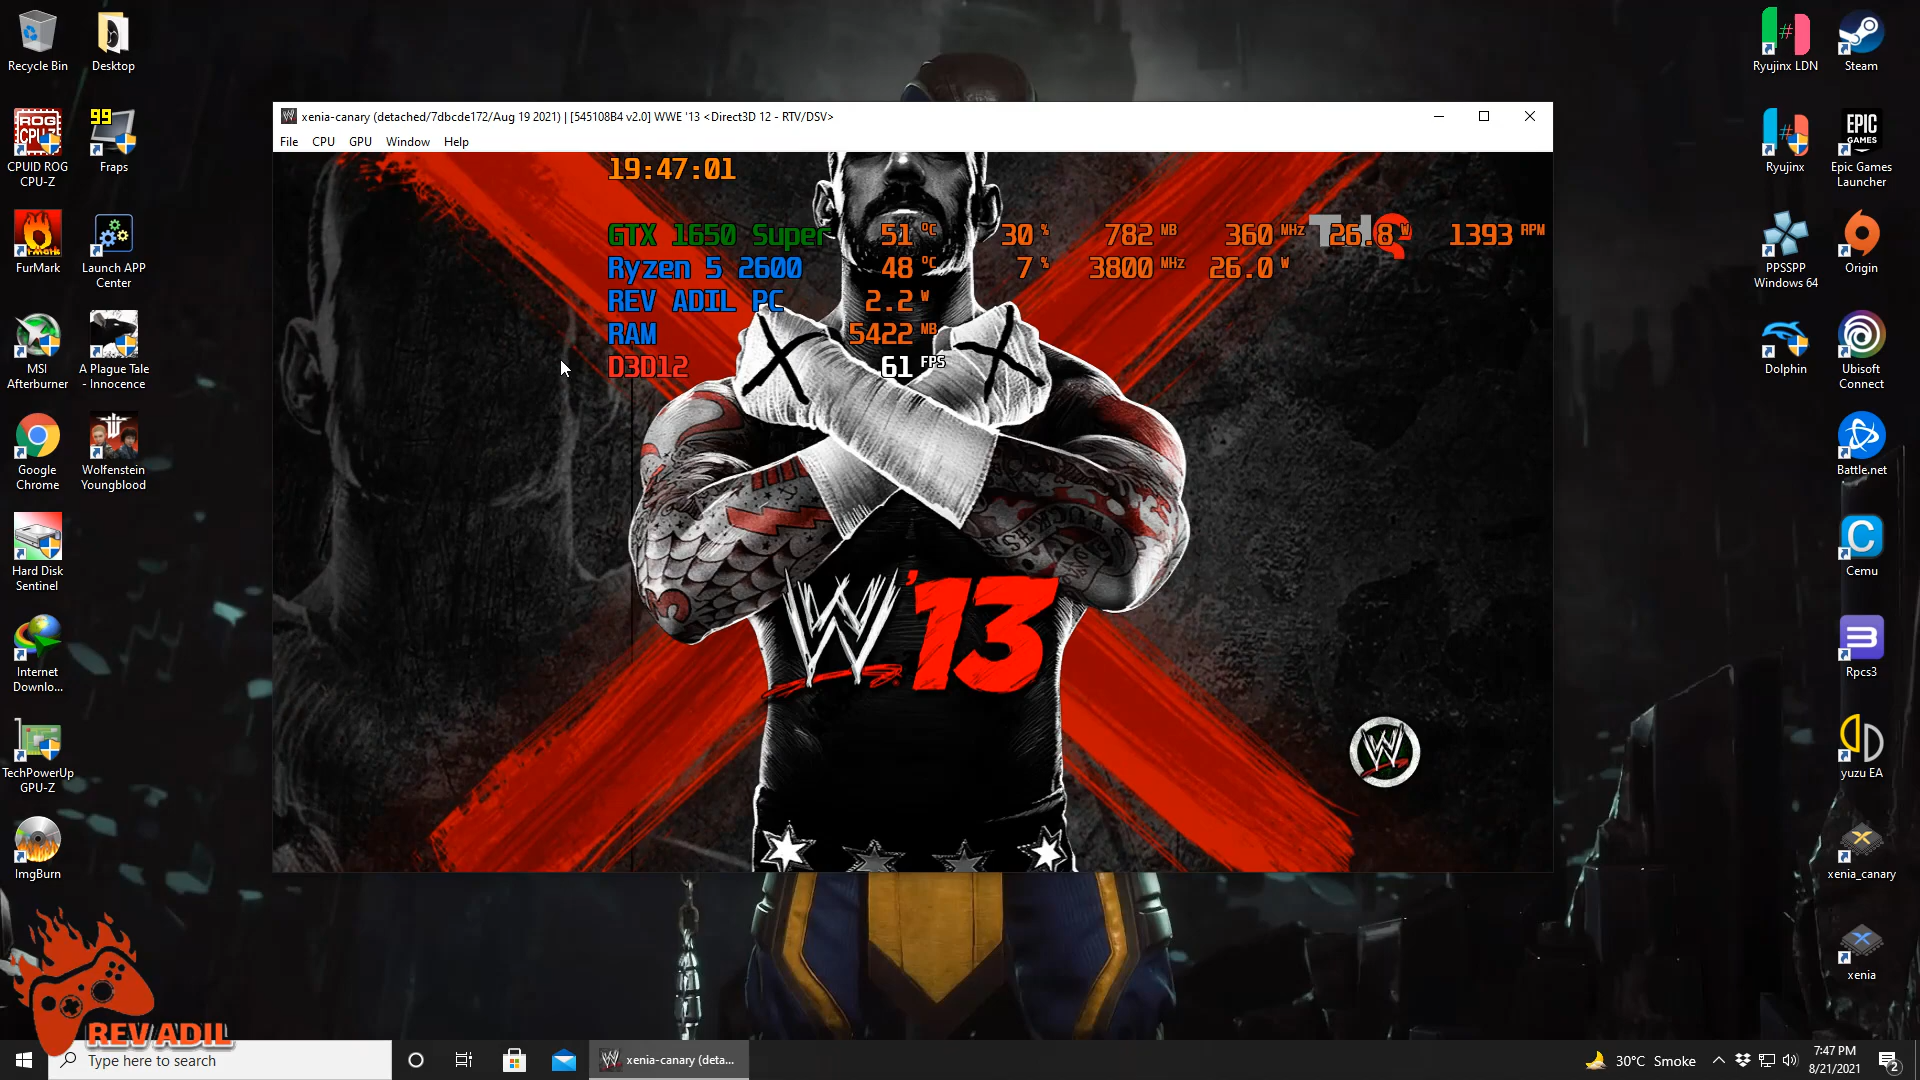 Recycle Bin
Desktop
CPUID ROG
CPU-Z
99
Fraps
FurMark
Launch APP
Center
MSI
Afterburner
A Plague Tale
- Innocence
Google
Chrome
Wolfenstein
Youngblood
Hard Disk
Sentinel
Internet
Downlo...
TechPowerUp
GPU-Z
ImgBurn
REV ADIL
xenia-canary (detached/7dbcde172/Aug 19 2021) | [545108B4 v2.0] WWE '13 <Direct3D 12 - RTV/DSV>
File CPU GPU Window Help
19:47:01
GTX 1650 Super 51 °C 30 % 782 MB 360 MHz 26.8 W 1393 RPM
Ryzen 5 2600 48 °C 7 % 3800 MHz 26.0 W
REV ADIL PC 2.2 W
RAM 5422 MB
D3D12 61 FPS
THQ
X X
W '13
W
Ryujinx LDN
Steam
Ryujinx
EPIC
GAMES
Epic Games
Launcher
PPSSPP
Windows 64
Origin
Dolphin
Ubisoft
Connect
Battle.net
Cemu
Rpcs3
yuzu EA
xenia_canary
xenia
Type here to search
xenia-canary (deta...
30°C Smoke
7:47 PM
8/21/2021
2